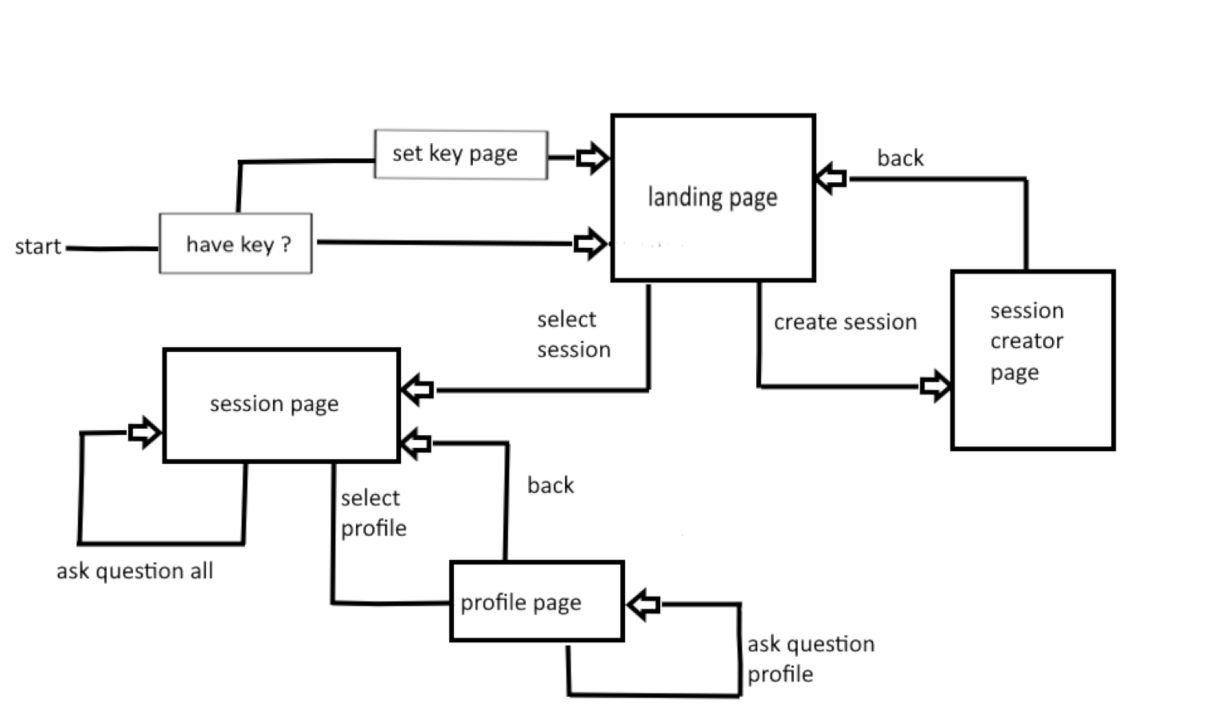 set key page
back
landing page
start
have key ?
select
session
create session
session
creator
page
session page
select
profile
back
ask question all
profile page
ask question
profile